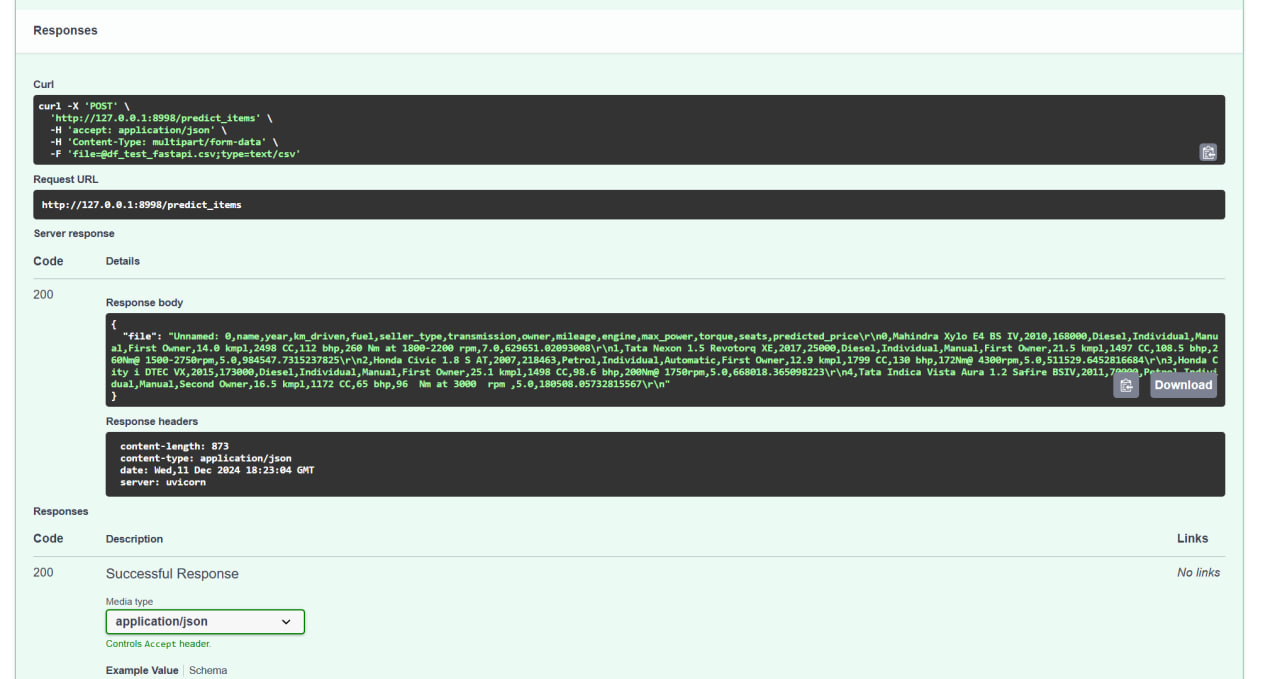 Responses
Curl
curl -X 'POST' \
'http://127.0.0.1:8998/predict_items' \
-H 'accept: application/json' \
-H 'Content-Type: multipart/form-data' \
-F 'file=@df_test_fastapi.csv;type=text/csv'
Request URL
http://127.0.0.1:8998/predict_items
Server response
Code Details
200
Response body
{
"file": "Unnamed: 0,name,year,km_driven,fuel,seller_type,transmission,owner,mileage,engine,max_power,torque,seats,predicted_price\r\n0,Mahindra Xylo E4 BS IV,2010,168000,Diesel,Individual,Manu
al,First Owner,14.0 kmpl,2498 CC,112 bhp,260 Nm at 1800-2200 rpm,7.0,629651.02093008\r\n1,Tata Nexon 1.5 Revotorq XE,2017,25000,Diesel,Individual,Manual,First Owner,21.5 kmpl,1497 CC,108.5 bhp,2
60Nm@ 1500-2750rpm,5.0,984547.7315237825\r\n2,Honda Civic 1.8 S AT,2007,218463,Petrol,Individual,Automatic,First Owner,12.9 kmpl,1799 CC,130 bhp,172Nm@ 4300rpm,5.0,511529.6452816684\r\n3,Honda C
ity i DTEC VX,2015,173000,Diesel,Individual,Manual,First Owner,25.1 kmpl,1498 CC,98.6 bhp,200Nm@ 1750rpm,5.0,668018.365098223\r\n4,Tata Indica Vista Aura 1.2 Safire BSIV,2011,70000,Petrol,Indivi
dual,Manual,Second Owner,16.5 kmpl,1172 CC,65 bhp,96  Nm at 3000  rpm ,5.0,180508.05732815567\r\n"
}
Download
Response headers
content-length: 873
content-type: application/json
date: Wed,11 Dec 2024 18:23:04 GMT
server: uvicorn
Responses
Code Description Links
200 Successful Response No links
Media type
application/json
Controls Accept header.
Example Value Schema